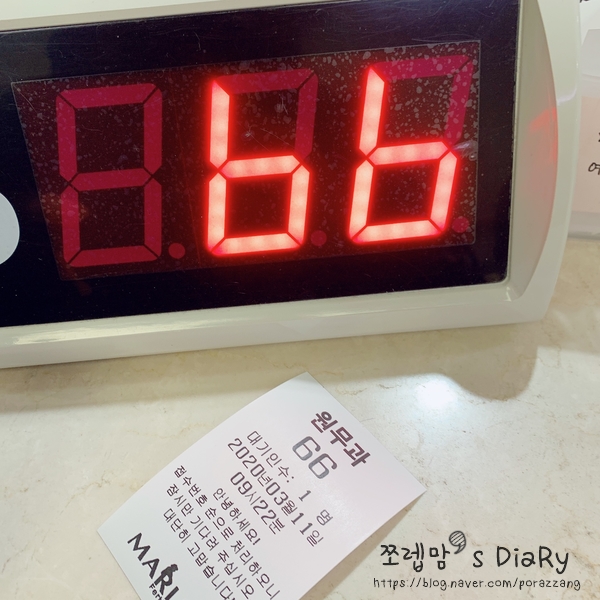 66
원무과
66
대기인수: 1 명
2020년03월11일
09시22분
안녕하세요!
접수번호 순으로 처리하오니
잠시만 기다려 주십시오
대단히 고맙습니다
MARI
쪼렙맘's DiaRy
https://blog.naver.com/porazzang